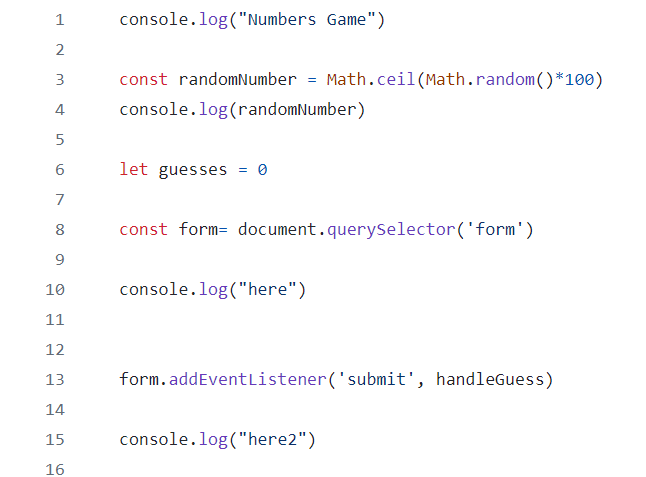 1 console.log("Numbers Game")
2
3 const randomNumber = Math.ceil(Math.random()*100)
4 console.log(randomNumber)
5
6 let guesses = 0
7
8 const form= document.querySelector('form')
9
10 console.log("here")
11
12
13 form.addEventListener('submit', handleGuess)
14
15 console.log("here2")
16